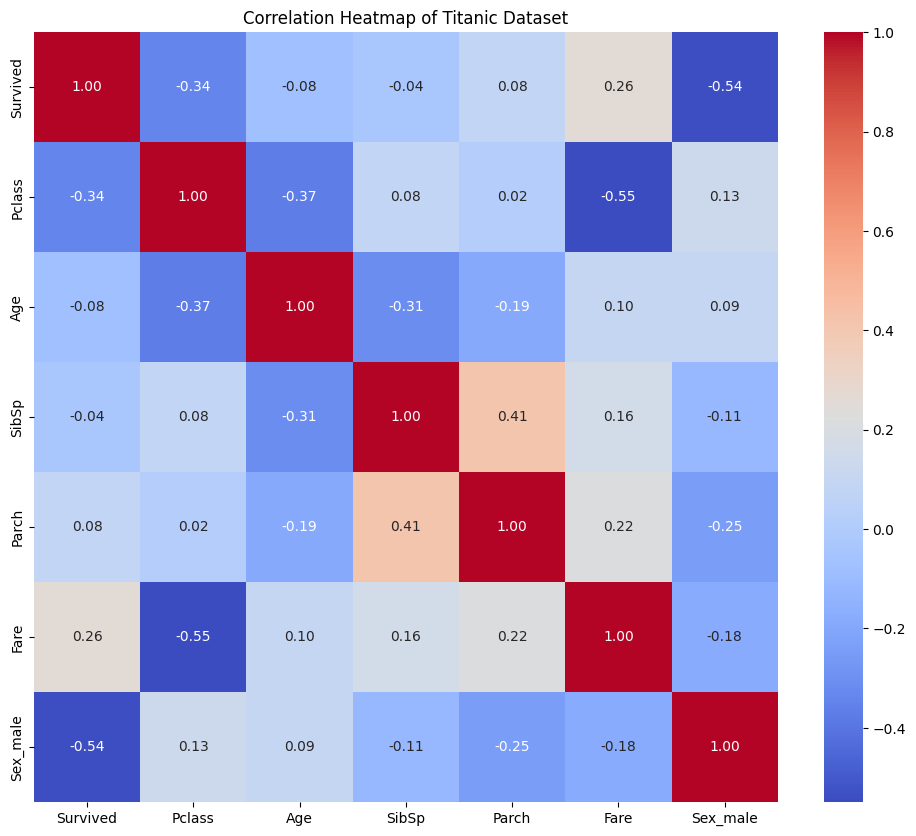 Correlation Heatmap of Titanic Dataset
Survived 1.00 -0.34 -0.08 -0.04 0.08 0.26 -0.54
Pclass -0.34 1.00 -0.37 0.08 0.02 -0.55 0.13
Age -0.08 -0.37 1.00 -0.31 -0.19 0.10 0.09
SibSp -0.04 0.08 -0.31 1.00 0.41 0.16 -0.11
Parch 0.08 0.02 -0.19 0.41 1.00 0.22 -0.25
Fare 0.26 -0.55 0.10 0.16 0.22 1.00 -0.18
Sex_male -0.54 0.13 0.09 -0.11 -0.25 -0.18 1.00
Survived Pclass Age SibSp Parch Fare Sex_male
1.0
0.8
0.6
0.4
0.2
0.0
−0.2
−0.4